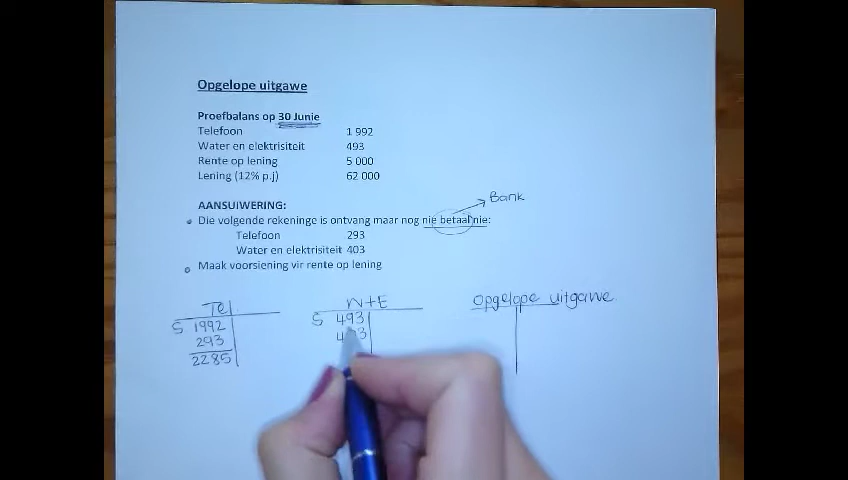 Opgelope uitgawe
Proefbalans op 30 Junie
Telefoon 1 992
Water en elektrisiteit 493
Rente op lening 5 000
Lening (12% p.j) 62 000
AANSUIWERING:
Bank
Die volgende rekeninge is ontvang maar nog nie betaal nie:
Telefoon 293
Water en elektrisiteit 403
Maak voorsiening vir rente op lening
Tel W+E Opgelope uitgawe
S 1992 S 493
293
2285